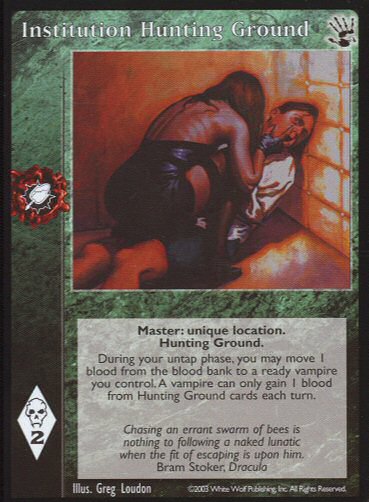 Institution Hunting Ground
Master: unique location.
Hunting Ground.
During your untap phase, you may move 1
blood from the blood bank to a ready vampire
you control. A vampire can only gain 1 blood
from Hunting Ground cards each turn.
Chasing an errant swarm of bees is
nothing to following a naked lunatic
when the fit of escaping is upon him.
Bram Stoker, Dracula
2
Illus. Greg Loudon
©2003 White Wolf Publishing, Inc. All Rights Reserved.